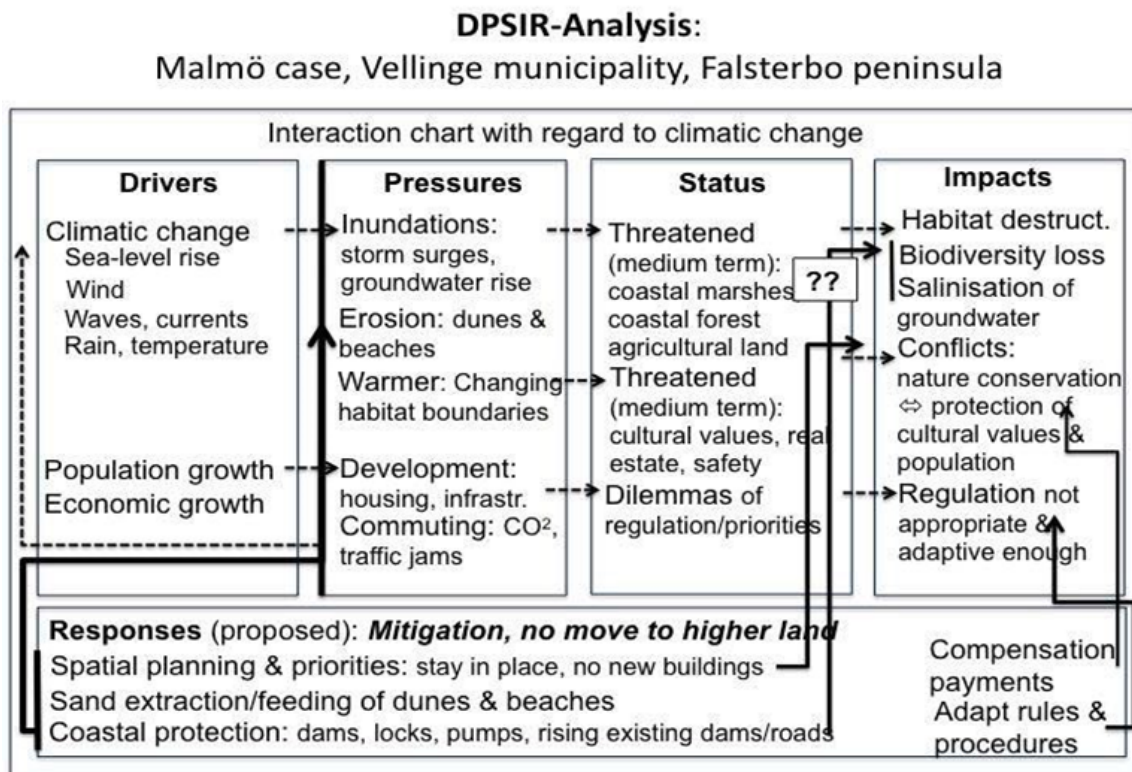 DPSIR-Analysis:
Malmö case, Vellinge municipality, Falsterbo peninsula
Interaction chart with regard to climatic change
Drivers
Climatic change
Sea-level rise
Wind
Waves, currents
Rain, temperature
Population growth
Economic growth
Pressures
Inundations:
storm surges,
groundwater rise
Erosion: dunes &
beaches
Warmer: Changing
habitat boundaries
Development:
housing, infrastr.
Commuting: CO²,
traffic jams
Status
Threatened
(medium term):
coastal marshes,
coastal forest
agricultural land
Threatened
(medium term):
cultural values, real
estate, safety
Dilemmas of
regulation/priorities
??
Impacts
Habitat destruct.
Biodiversity loss
Salinisation of
groundwater
Conflicts:
nature conservation
⇔ protection of
cultural values &
population
Regulation not
appropriate &
adaptive enough
Responses (proposed): Mitigation, no move to higher land
Spatial planning & priorities: stay in place, no new buildings
Sand extraction/feeding of dunes & beaches
Coastal protection: dams, locks, pumps, rising existing dams/roads
Compensation
payments
Adapt rules &
procedures